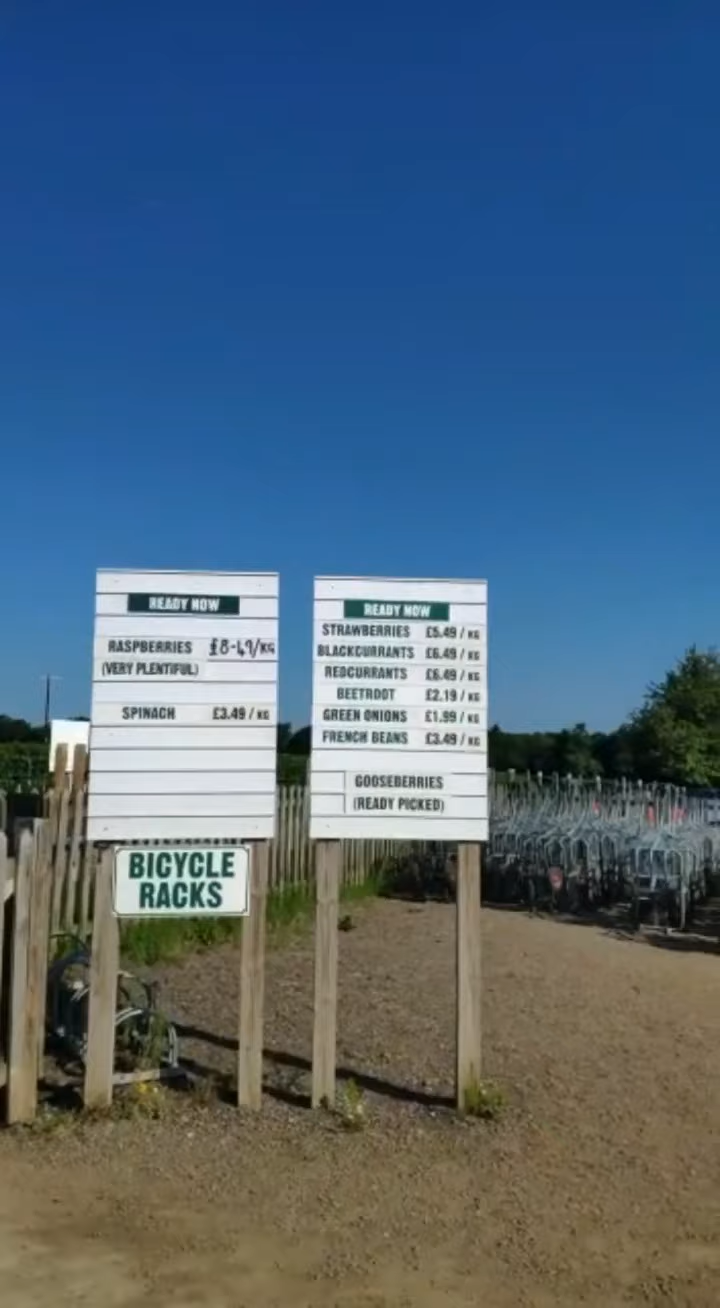 READY NOW
RASPBERRIES £8-49/KG
(VERY PLENTIFUL)
SPINACH £3.49 / KG
BICYCLE
RACKS
READY NOW
STRAWBERRIES £5.49 / KG
BLACKCURRANTS £6.49 / KG
REDCURRANTS £6.49 / KG
BEETROOT £2.19 / KG
GREEN ONIONS £1.99 / KG
FRENCH BEANS £3.49 / KG
GOOSEBERRIES
(READY PICKED)